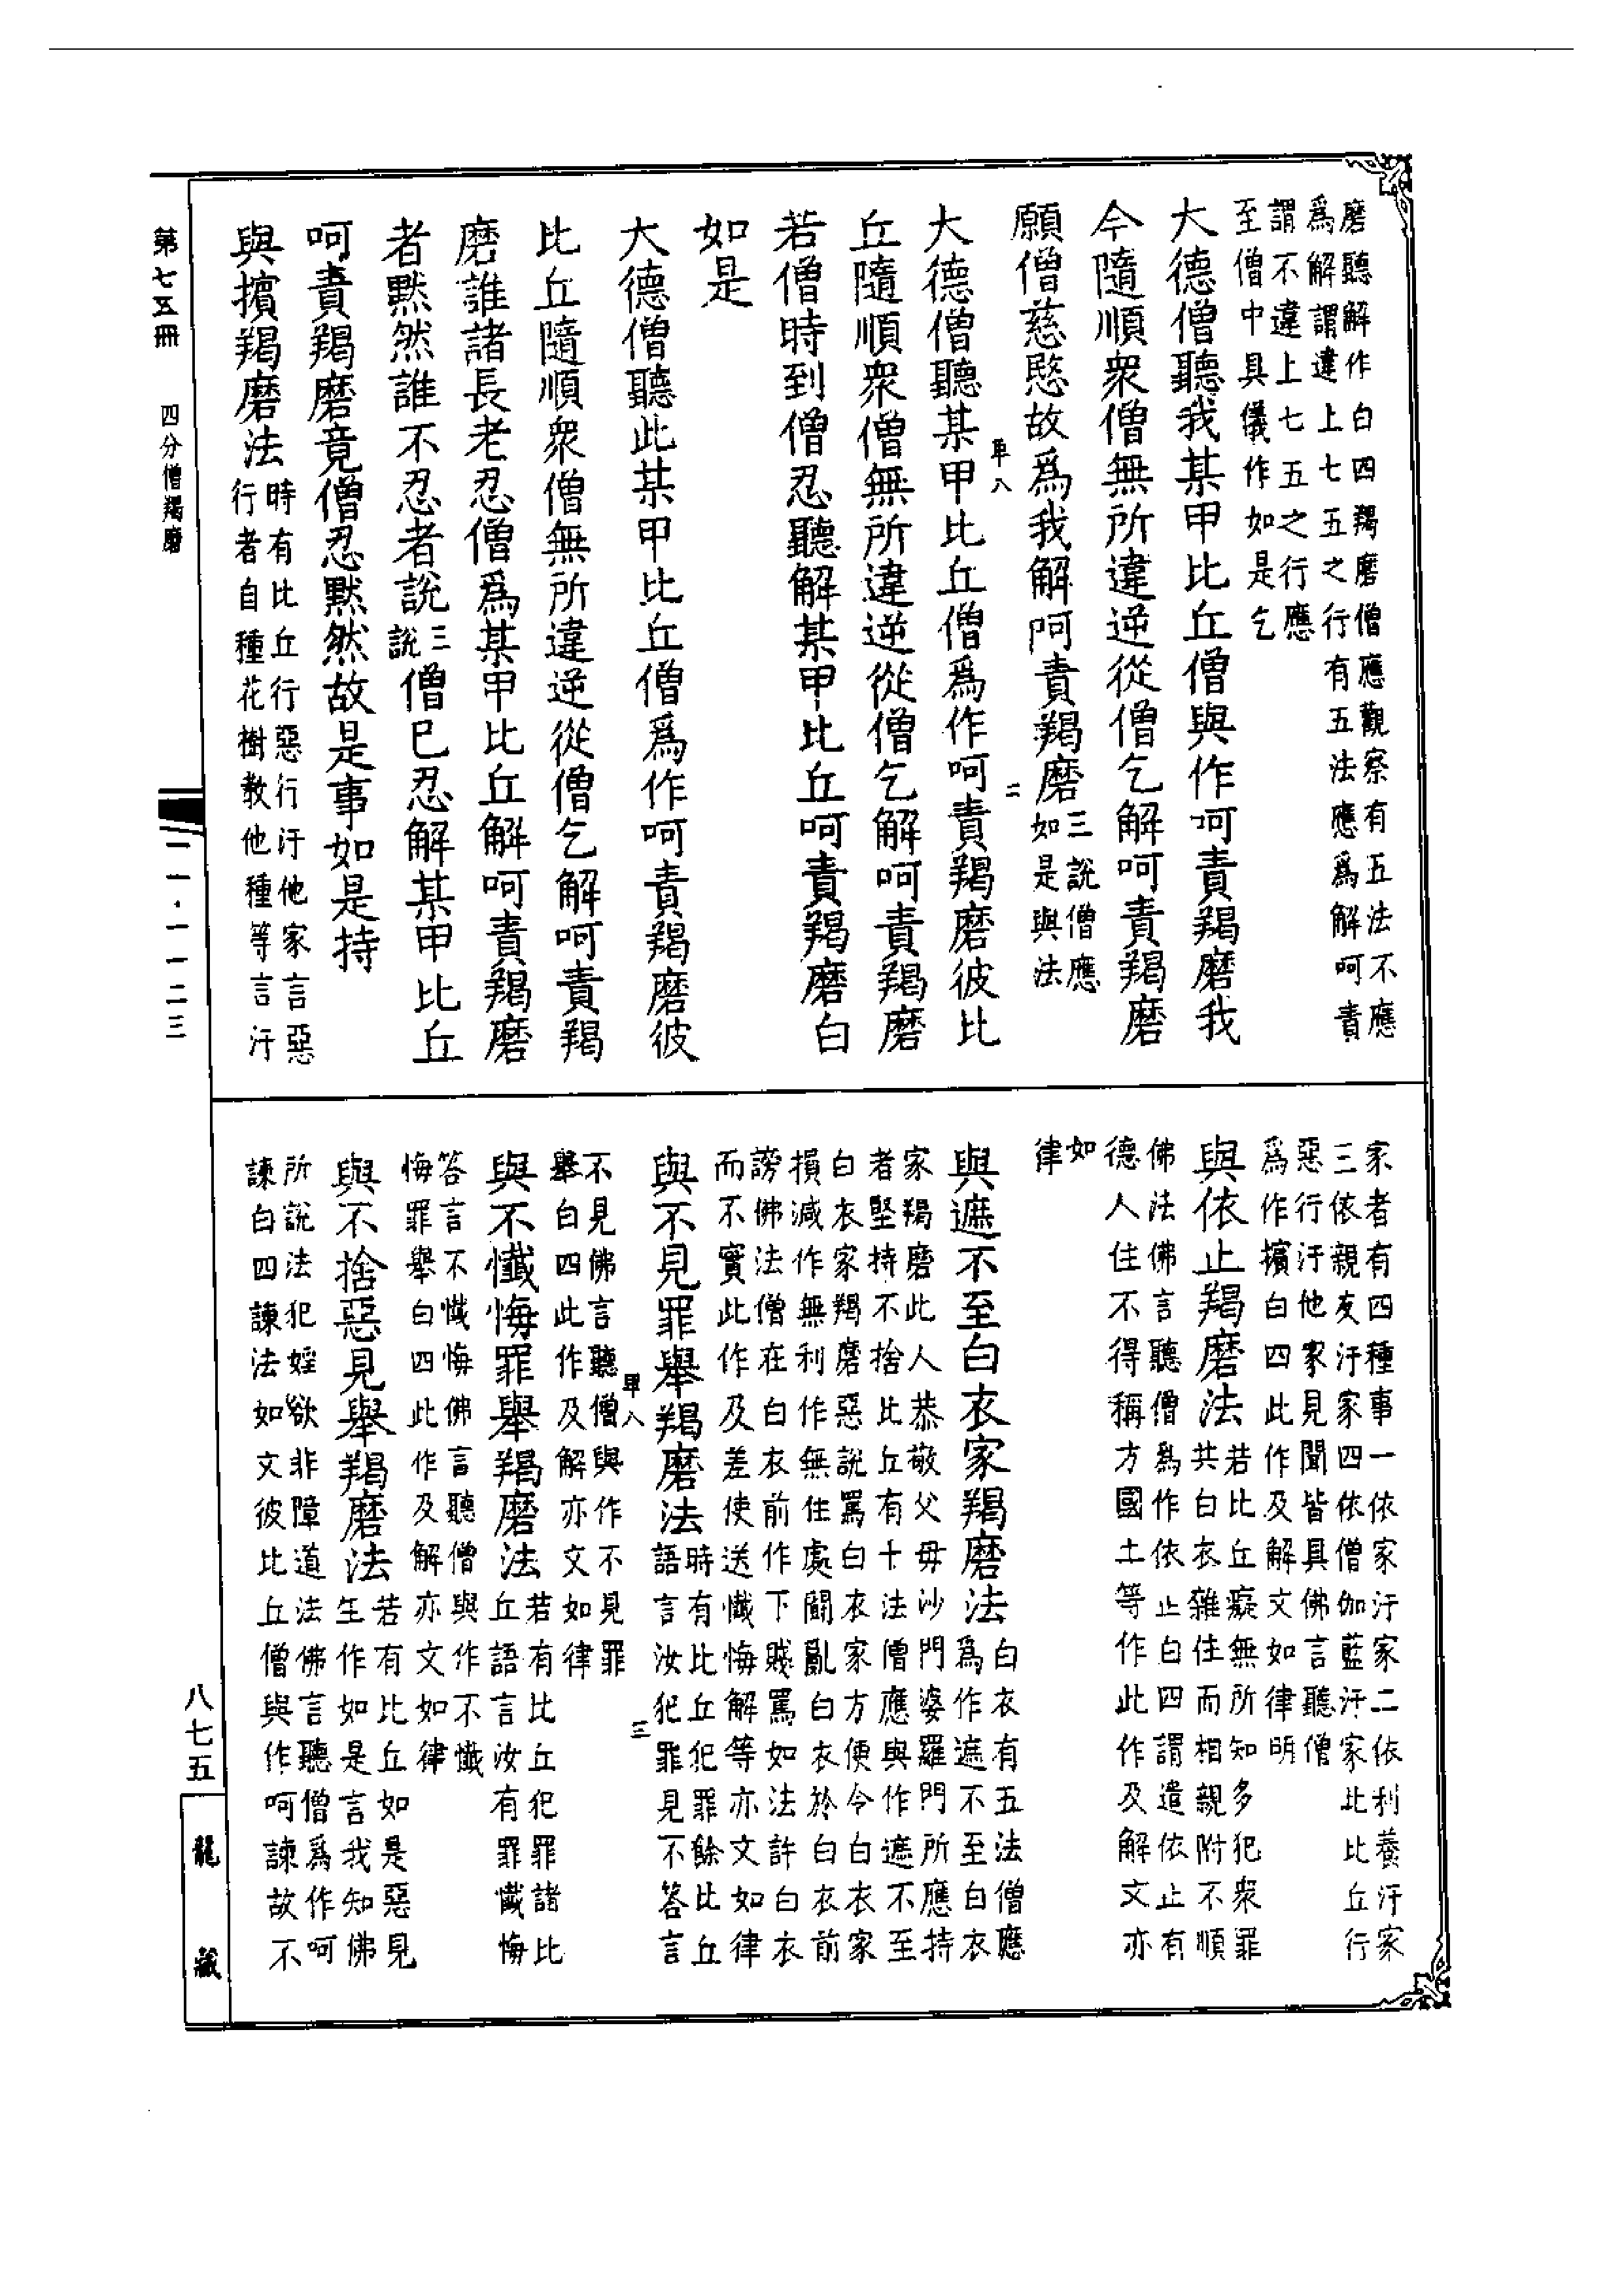 磨聽解作白四羯磨僧應觀察有五法不應
爲解謂違上七五之行有五法應爲解呵責
謂不違上七五之行應
至僧中具儀作如是乞
大德僧聽我某甲比丘僧與作呵責羯磨我
今隨順衆僧無所違逆從僧乞解呵責羯磨
願僧慈愍故爲我解呵責羯磨三說僧應
如是與法
大德僧聽某甲比丘僧爲作呵責羯磨彼比
丘隨順衆僧無所違逆從僧乞解呵責羯磨
若僧時到僧忍聽解某甲比丘呵責羯磨白
如是
大德僧聽此某甲比丘僧爲作呵責羯磨彼
比丘隨順衆僧無所違逆從僧乞解呵責羯
磨誰諸長老忍僧爲某甲比丘解呵責羯磨
者黙然誰不忍者說三說僧巳忍解某甲比丘
呵責羯磨竟僧忍黙然故是事如是持
與擯羯磨法時有比丘行惡行汙他家言惡
行者自種花樹教他種等言汙
家者有四種事一依家汙家二依利養汙家
三依親友汙家四依僧伽藍汙家此比丘行
惡行汙他家見聞皆具佛言聽僧
爲作擯白四此作及解文如律明
與依止羯磨法若比丘癡無所知多犯衆罪
共白衣雜住而相親附不順
佛法佛言聽僧爲作依止白四謂遣依止有
德人住不得稱方國土等作此作及解文亦
如
律
與遮不至白衣家羯磨法白衣有五法僧應
爲作遮不至白衣
家羯磨此人恭敬父母沙門婆羅門所應持
者堅持不捨比丘有十法僧應與作遮不至
白衣家羯磨惡說罵白衣家方便令白衣家
損減作無利作無住處鬬亂白衣於白衣前
謗佛法僧在白衣前作下賤罵如法許白衣
而不實此作及差使送懺悔解等亦文如律
與不見罪舉羯磨法時有比丘犯罪餘比丘
語言汝犯罪見不答言
不見佛言聽僧與作不見罪
舉白四此作及解亦文如律
與不懺悔罪舉羯磨法若有比丘犯罪諸比
丘語言汝有罪懺悔
答言不懺悔佛言聽僧與作不懺
悔罪舉白四此作及解亦文如律
與不捨惡見舉羯磨法若有比丘如是惡見
生作如是言我知佛
所說法犯婬欲非障道法佛言聽僧爲作呵
諫白四諫法如文彼比丘僧與作呵諫故不
單八
二
單八
三
第七五冊
四分僧羯磨
一一一·一一二三
八七五
龍藏